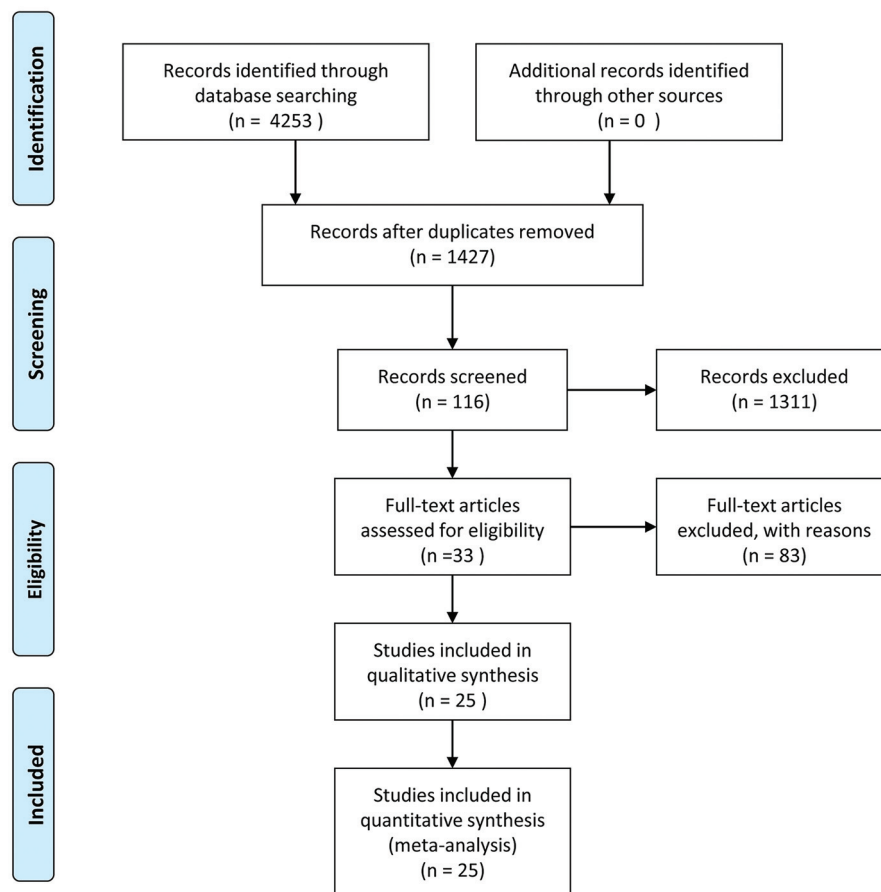 Identification
Records identified through
database searching
(n = 4253 )
Additional records identified
through other sources
(n = 0 )
Records after duplicates removed
(n = 1427)
Screening
Records screened
(n = 116)
Records excluded
(n = 1311)
Eligibility
Full-text articles
assessed for eligibility
(n =33 )
Full-text articles
excluded, with reasons
(n = 83)
Studies included in
qualitative synthesis
(n = 25 )
Included
Studies included in
quantitative synthesis
(meta-analysis)
(n = 25)